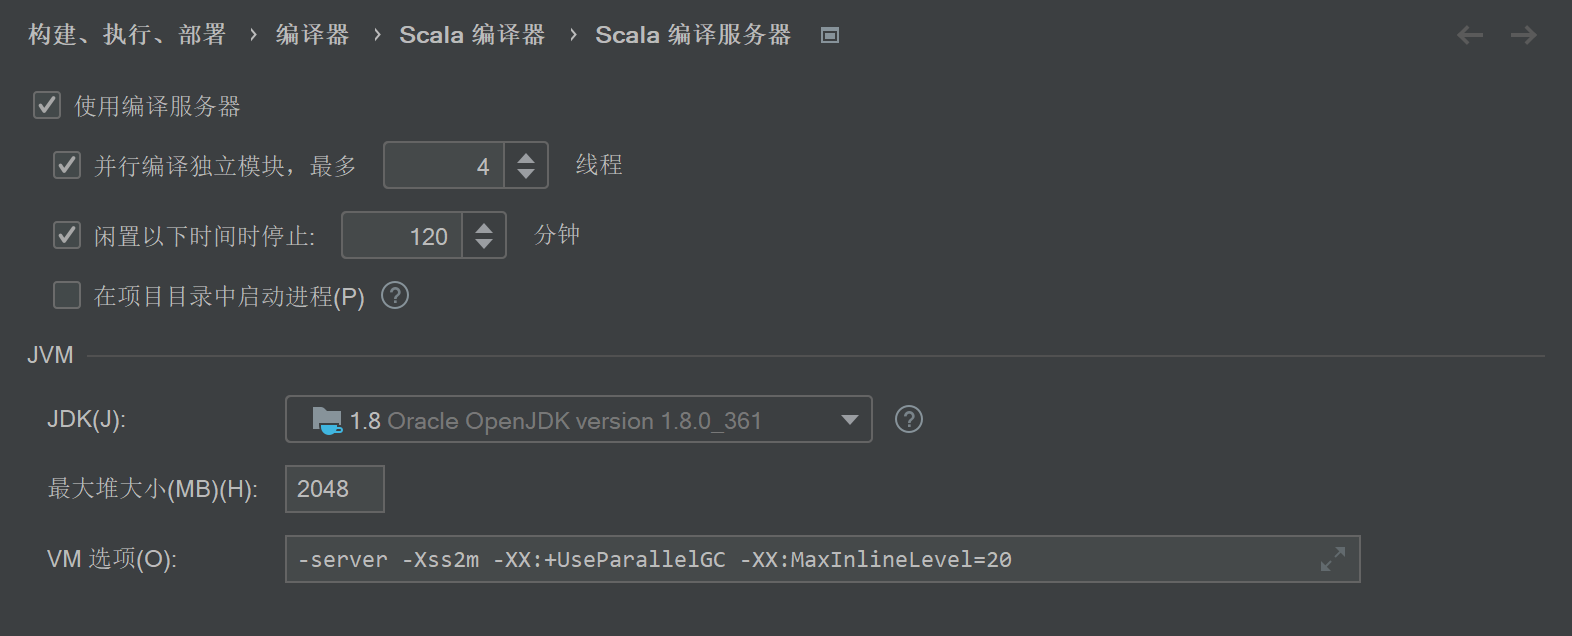 构建、执行、部署 › 编译器 › Scala 编译器 › Scala 编译服务器
使用编译服务器
并行编译独立模块，最多 4 线程
闲置以下时间时停止: 120 分钟
在项目目录中启动进程(P) ?
JVM
JDK(J): 1.8 Oracle OpenJDK version 1.8.0_361 ?
最大堆大小(MB)(H): 2048
VM 选项(O): -server -Xss2m -XX:+UseParallelGC -XX:MaxInlineLevel=20